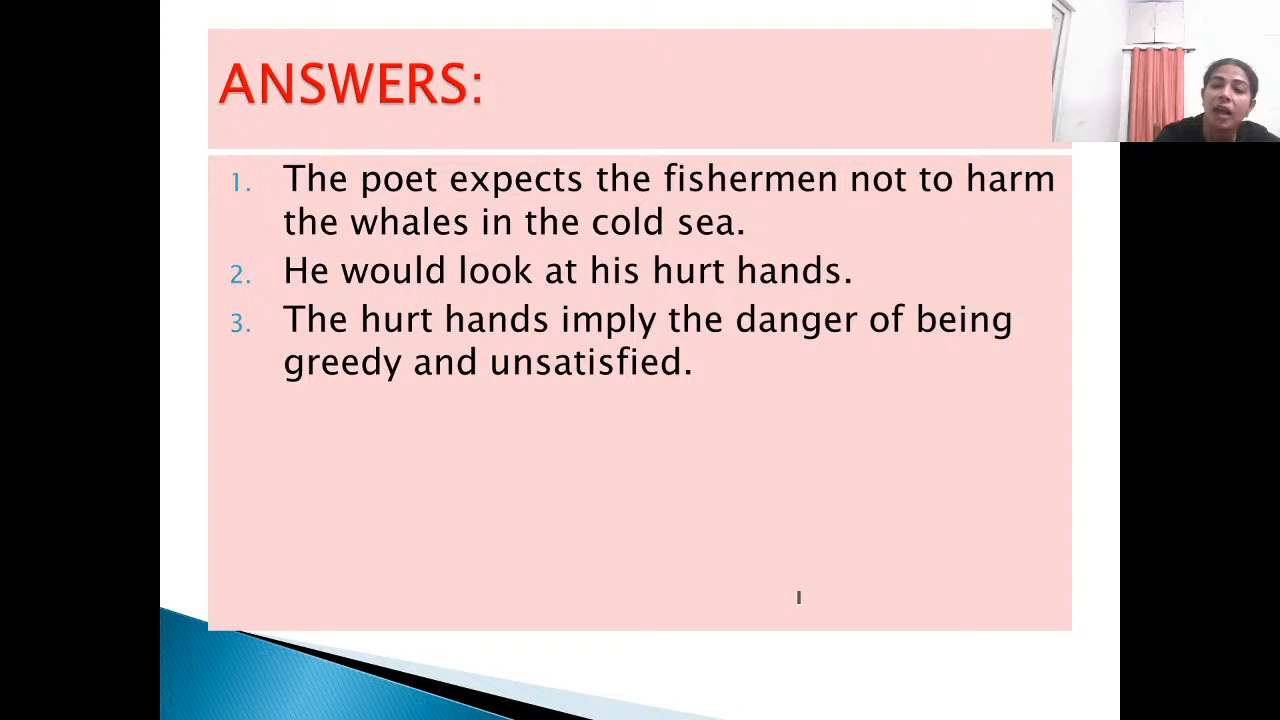 ANSWERS:
1. The poet expects the fishermen not to harm
the whales in the cold sea.
2. He would look at his hurt hands.
3. The hurt hands imply the danger of being
greedy and unsatisfied.